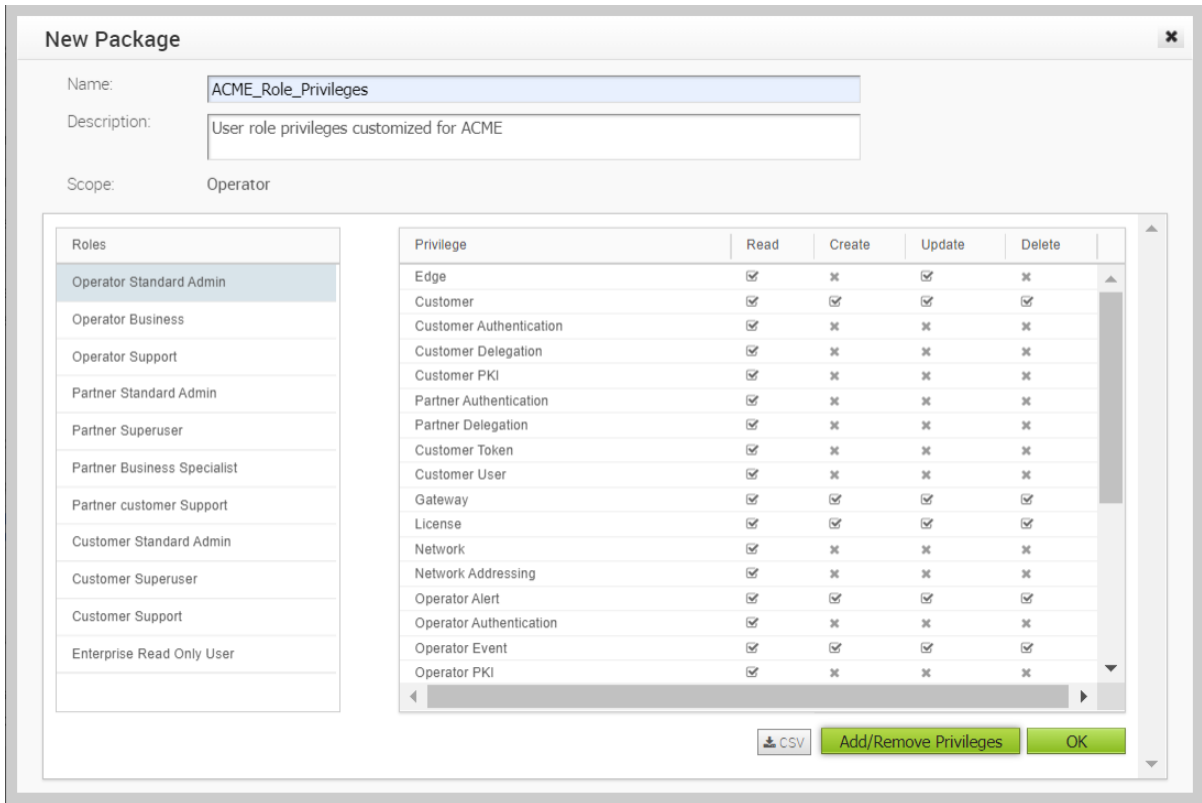 New Package
Name:
ACME_Role_Privileges
Description:
User role privileges customized for ACME
Scope:
Operator
Roles
Operator Standard Admin
Operator Business
Operator Support
Partner Standard Admin
Partner Superuser
Partner Business Specialist
Partner customer Support
Customer Standard Admin
Customer Superuser
Customer Support
Enterprise Read Only User
Privilege Read Create Update Delete
Edge
Customer
Customer Authentication
Customer Delegation
Customer PKI
Partner Authentication
Partner Delegation
Customer Token
Customer User
Gateway
License
Network
Network Addressing
Operator Alert
Operator Authentication
Operator Event
Operator PKI
CSV
Add/Remove Privileges
OK